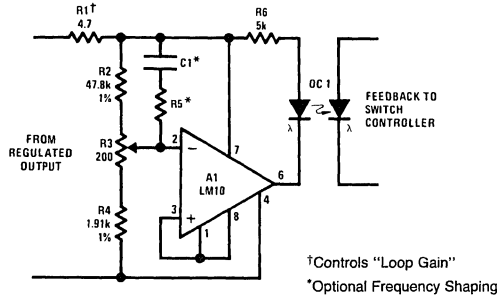 R1†
4.7
R6
5k
C1*
R2
47.8k
1%
OC 1
R5*
FEEDBACK TO
SWITCH
CONTROLLER
λ
λ
FROM
REGULATED
OUTPUT
R3
200
2
−
7
A1
LM10
6
4
3
+
1
8
R4
1.91k
1%
†Controls "Loop Gain"
*Optional Frequency Shaping